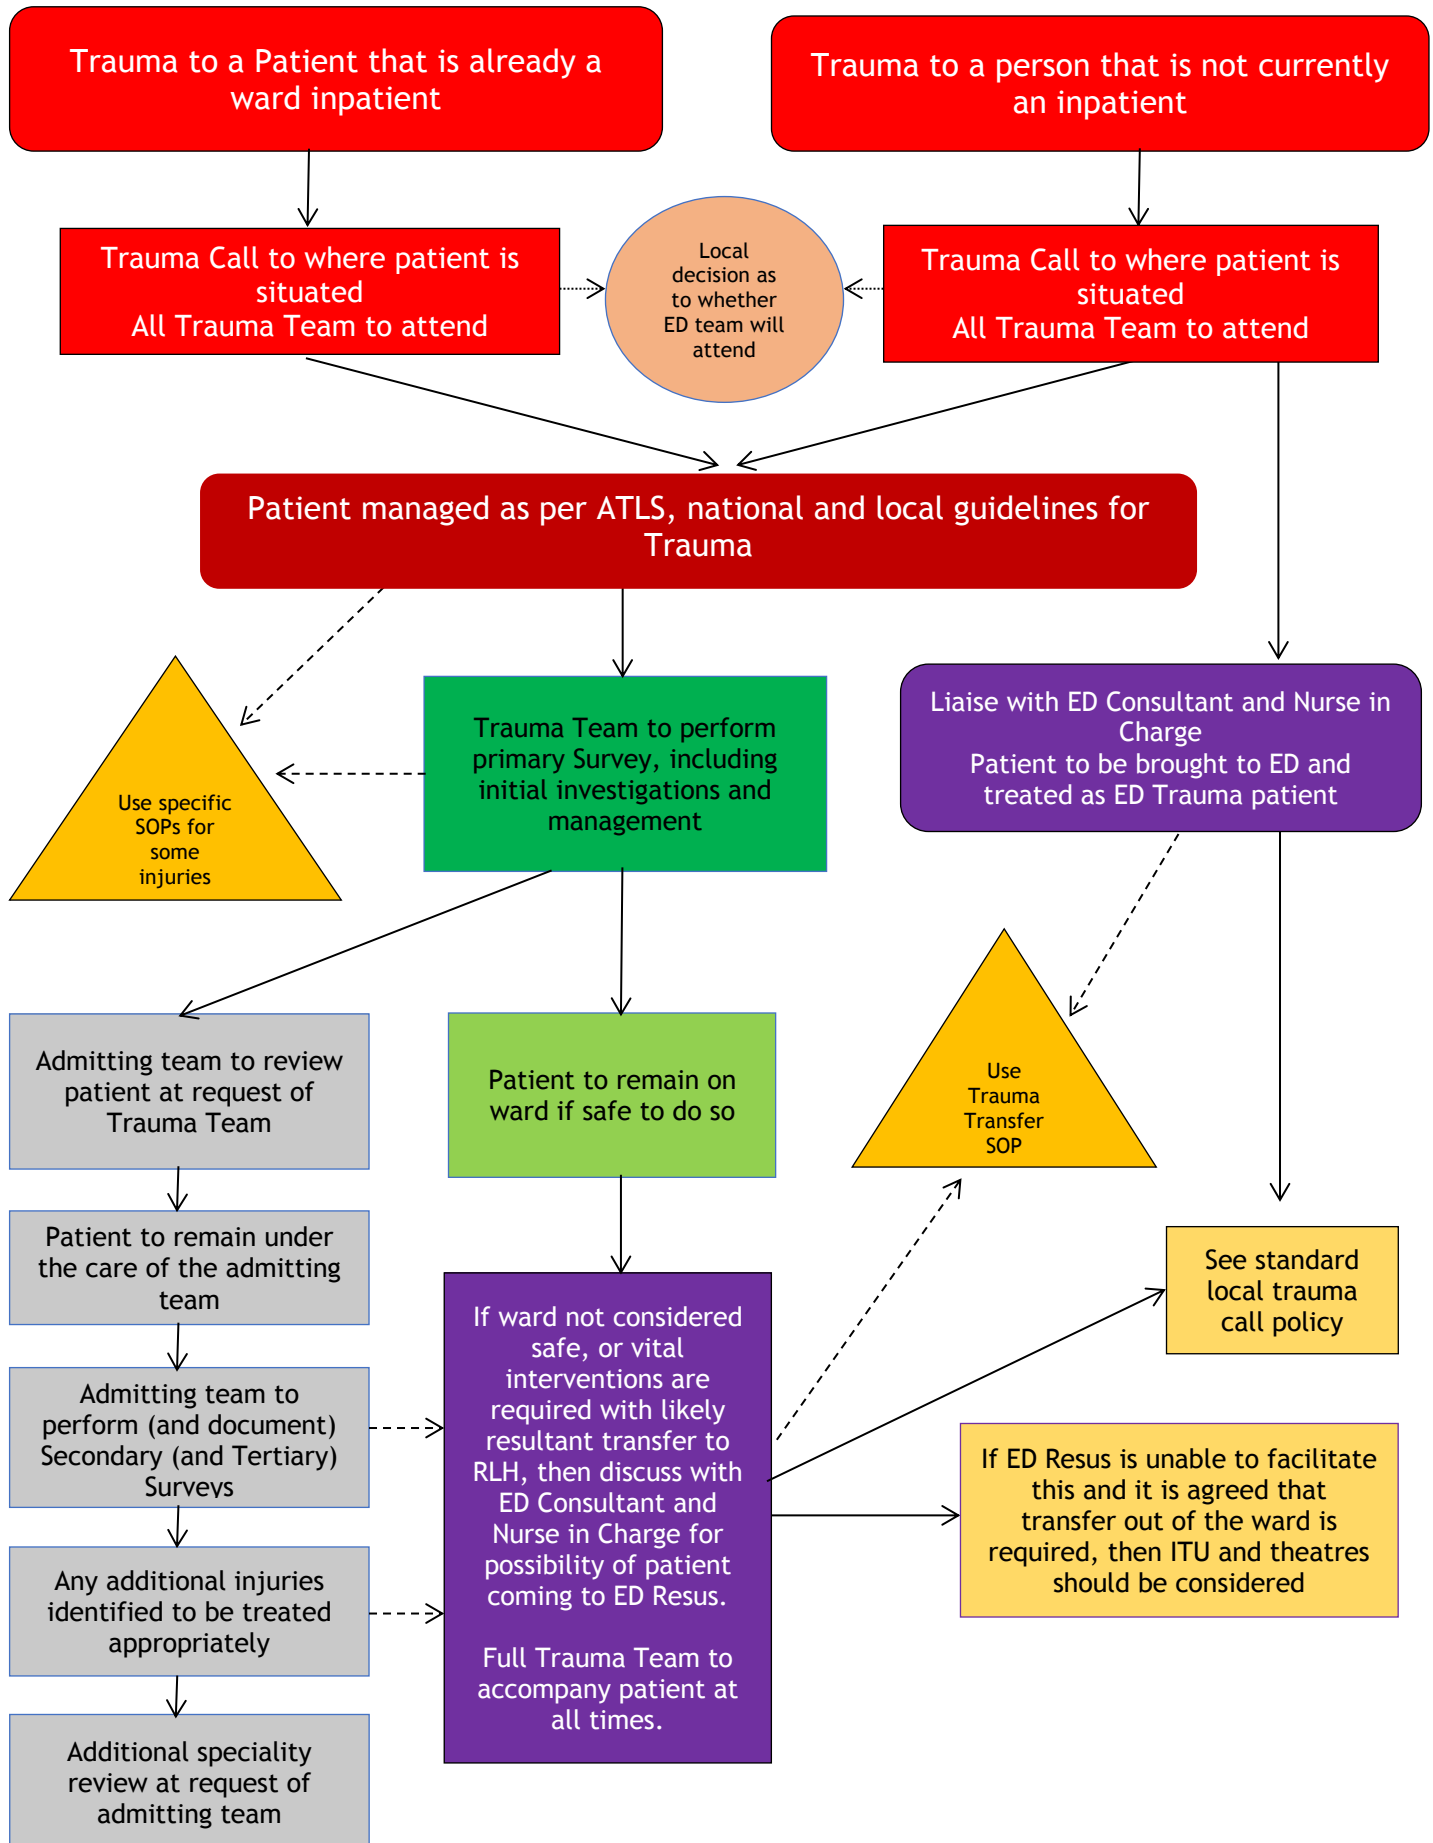 Trauma to a Patient that is already a
ward inpatient
Trauma to a person that is not currently
an inpatient
Trauma Call to where patient is
situated
All Trauma Team to attend
Local
decision as
to whether
ED team will
attend
Trauma Call to where patient is
situated
All Trauma Team to attend
Patient managed as per ATLS, national and local guidelines for
Trauma
Use specific
SOPs for
some
injuries
Trauma Team to perform
primary Survey, including
initial investigations and
management
Liaise with ED Consultant and Nurse in
Charge
Patient to be brought to ED and
treated as ED Trauma patient
Admitting team to review
patient at request of
Trauma Team
Patient to remain on
ward if safe to do so
Use
Trauma
Transfer
SOP
Patient to remain under
the care of the admitting
team
See standard
local trauma
call policy
Admitting team to
perform (and document)
Secondary (and Tertiary)
Surveys
If ward not considered
safe, or vital
interventions are
required with likely
resultant transfer to
RLH, then discuss with
ED Consultant and
Nurse in Charge for
possibility of patient
coming to ED Resus.
Full Trauma Team to
accompany patient at
all times.
If ED Resus is unable to facilitate
this and it is agreed that
transfer out of the ward is
required, then ITU and theatres
should be considered
Any additional injuries
identified to be treated
appropriately
Additional speciality
review at request of
admitting team